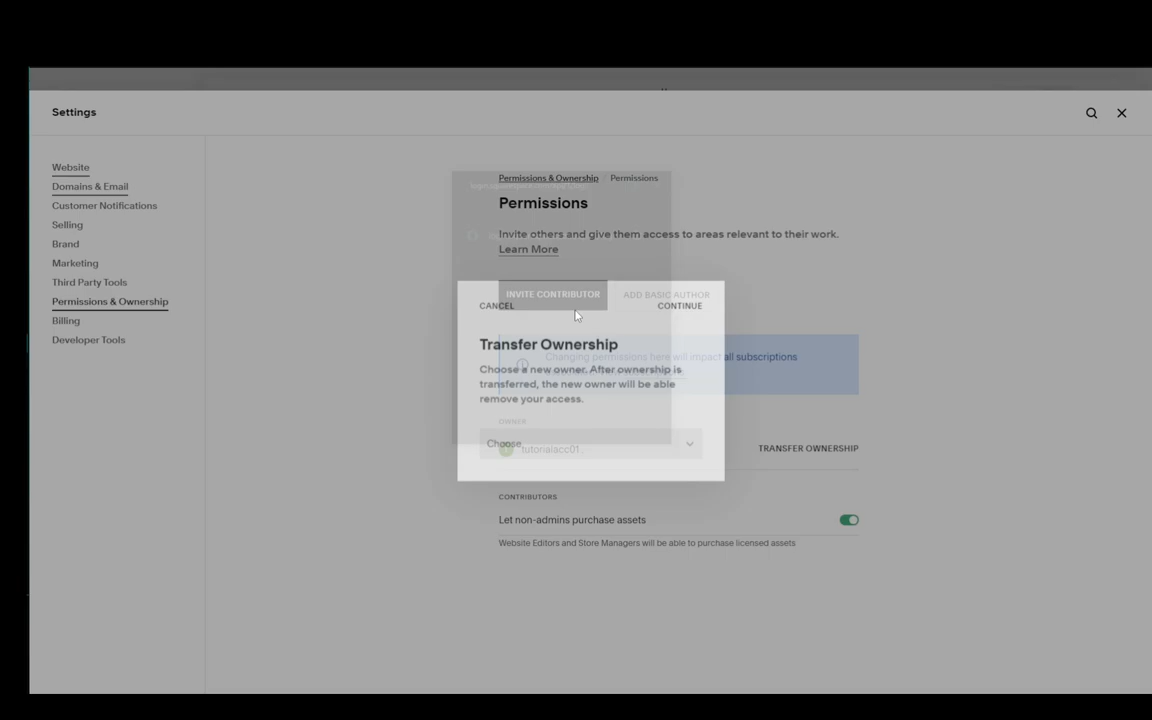 Settings
Website
Domains & Email
Customer Notifications
Selling
Brand
Marketing
Third Party Tools
Permissions & Ownership
Billing
Developer Tools
Permissions & Ownership Permissions
Permissions
Invite others and give them access to areas relevant to their work.
Learn More
INVITE CONTRIBUTOR ADD BASIC AUTHOR
CANCEL CONTINUE
Transfer Ownership
Choose a new owner. After ownership is
transferred, the new owner will be able
remove your access.
Choose
Changing permissions here will impact all subscriptions
OWNER
tutorialacc01
TRANSFER OWNERSHIP
CONTRIBUTORS
Let non-admins purchase assets
Website Editors and Store Managers will be able to purchase licensed assets